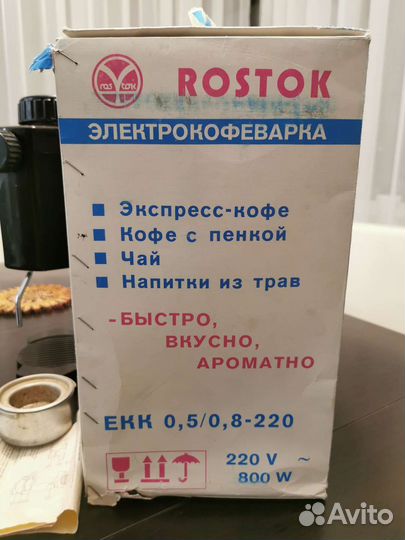 ROSTOK
ROSTOK
ЭЛЕКТРОКОФЕВАРКА
Экспресс-кофе
Кофе с пенкой
Чай
Напитки из трав
-БЫСТРО,
ВКУСНО,
АРОМАТНО
ЕКК 0,5/0,8-220
220 V ~
800 W
Avito